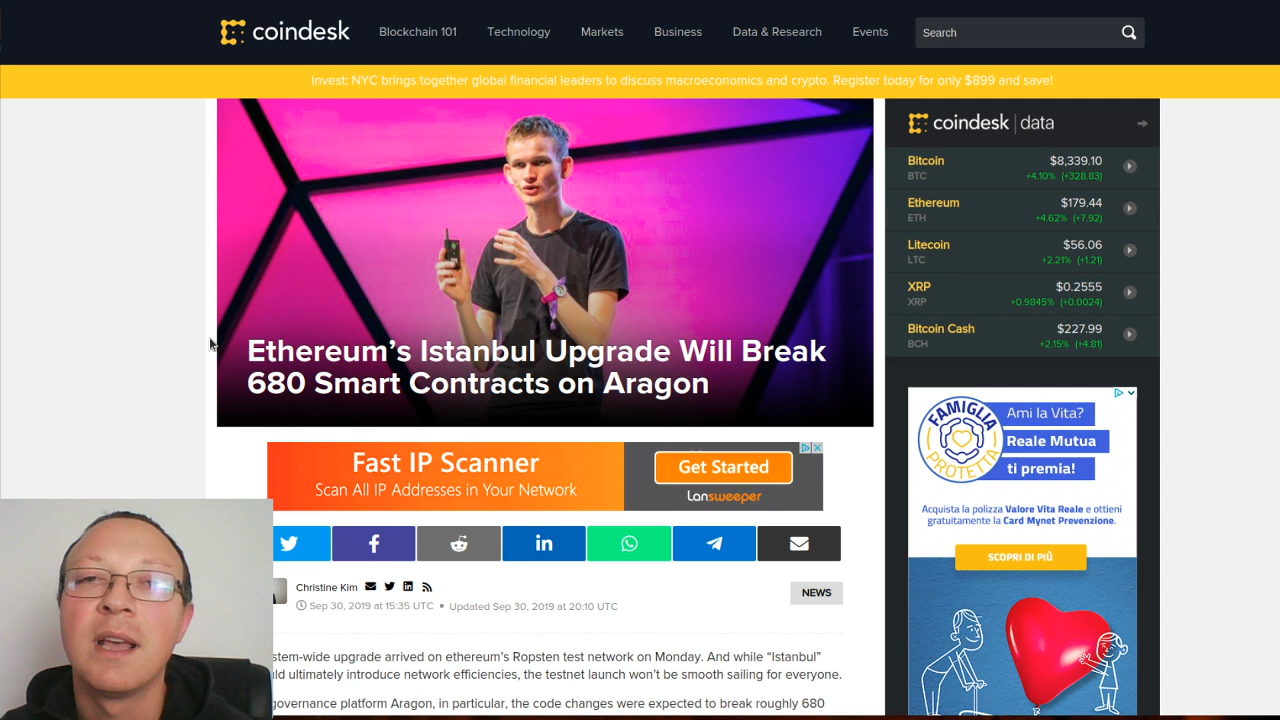 coindesk
Blockchain 101 Technology Markets Business Data & Research Events Search
Invest: NYC brings together global financial leaders to discuss macroeconomics and crypto. Register today for only $899 and save!
Ethereum's Istanbul Upgrade Will Break
680 Smart Contracts on Aragon
Fast IP Scanner
Scan All IP Addresses in Your Network
Get Started
Lansweeper
Christine Kim
NEWS
Sep 30, 2019 at 15:35 UTC • Updated Sep 30, 2019 at 20:10 UTC
stem-wide upgrade arrived on ethereum's Ropsten test network on Monday. And while “Istanbul”
ld ultimately introduce network efficiencies, the testnet launch won't be smooth sailing for everyone.
governance platform Aragon, in particular, the code changes were expected to break roughly 680
coindesk | data
Bitcoin $8,339.10
BTC +4.10% (+328.83)
Ethereum $179.44
ETH +4.62% (+7.92)
Litecoin $56.06
LTC +2.21% (+1.21)
XRP $0.2555
XRP +0.9845% (+0.0024)
Bitcoin Cash $227.99
BCH +2.15% (+4.81)
FAMIGLIA
PROTETTA
Ami la Vita?
Reale Mutua
ti premia!
Acquista la polizza Valore Vita Reale e ottieni
gratuitamente la Card Mynet Prevenzione.
SCOPRI DI PIÙ